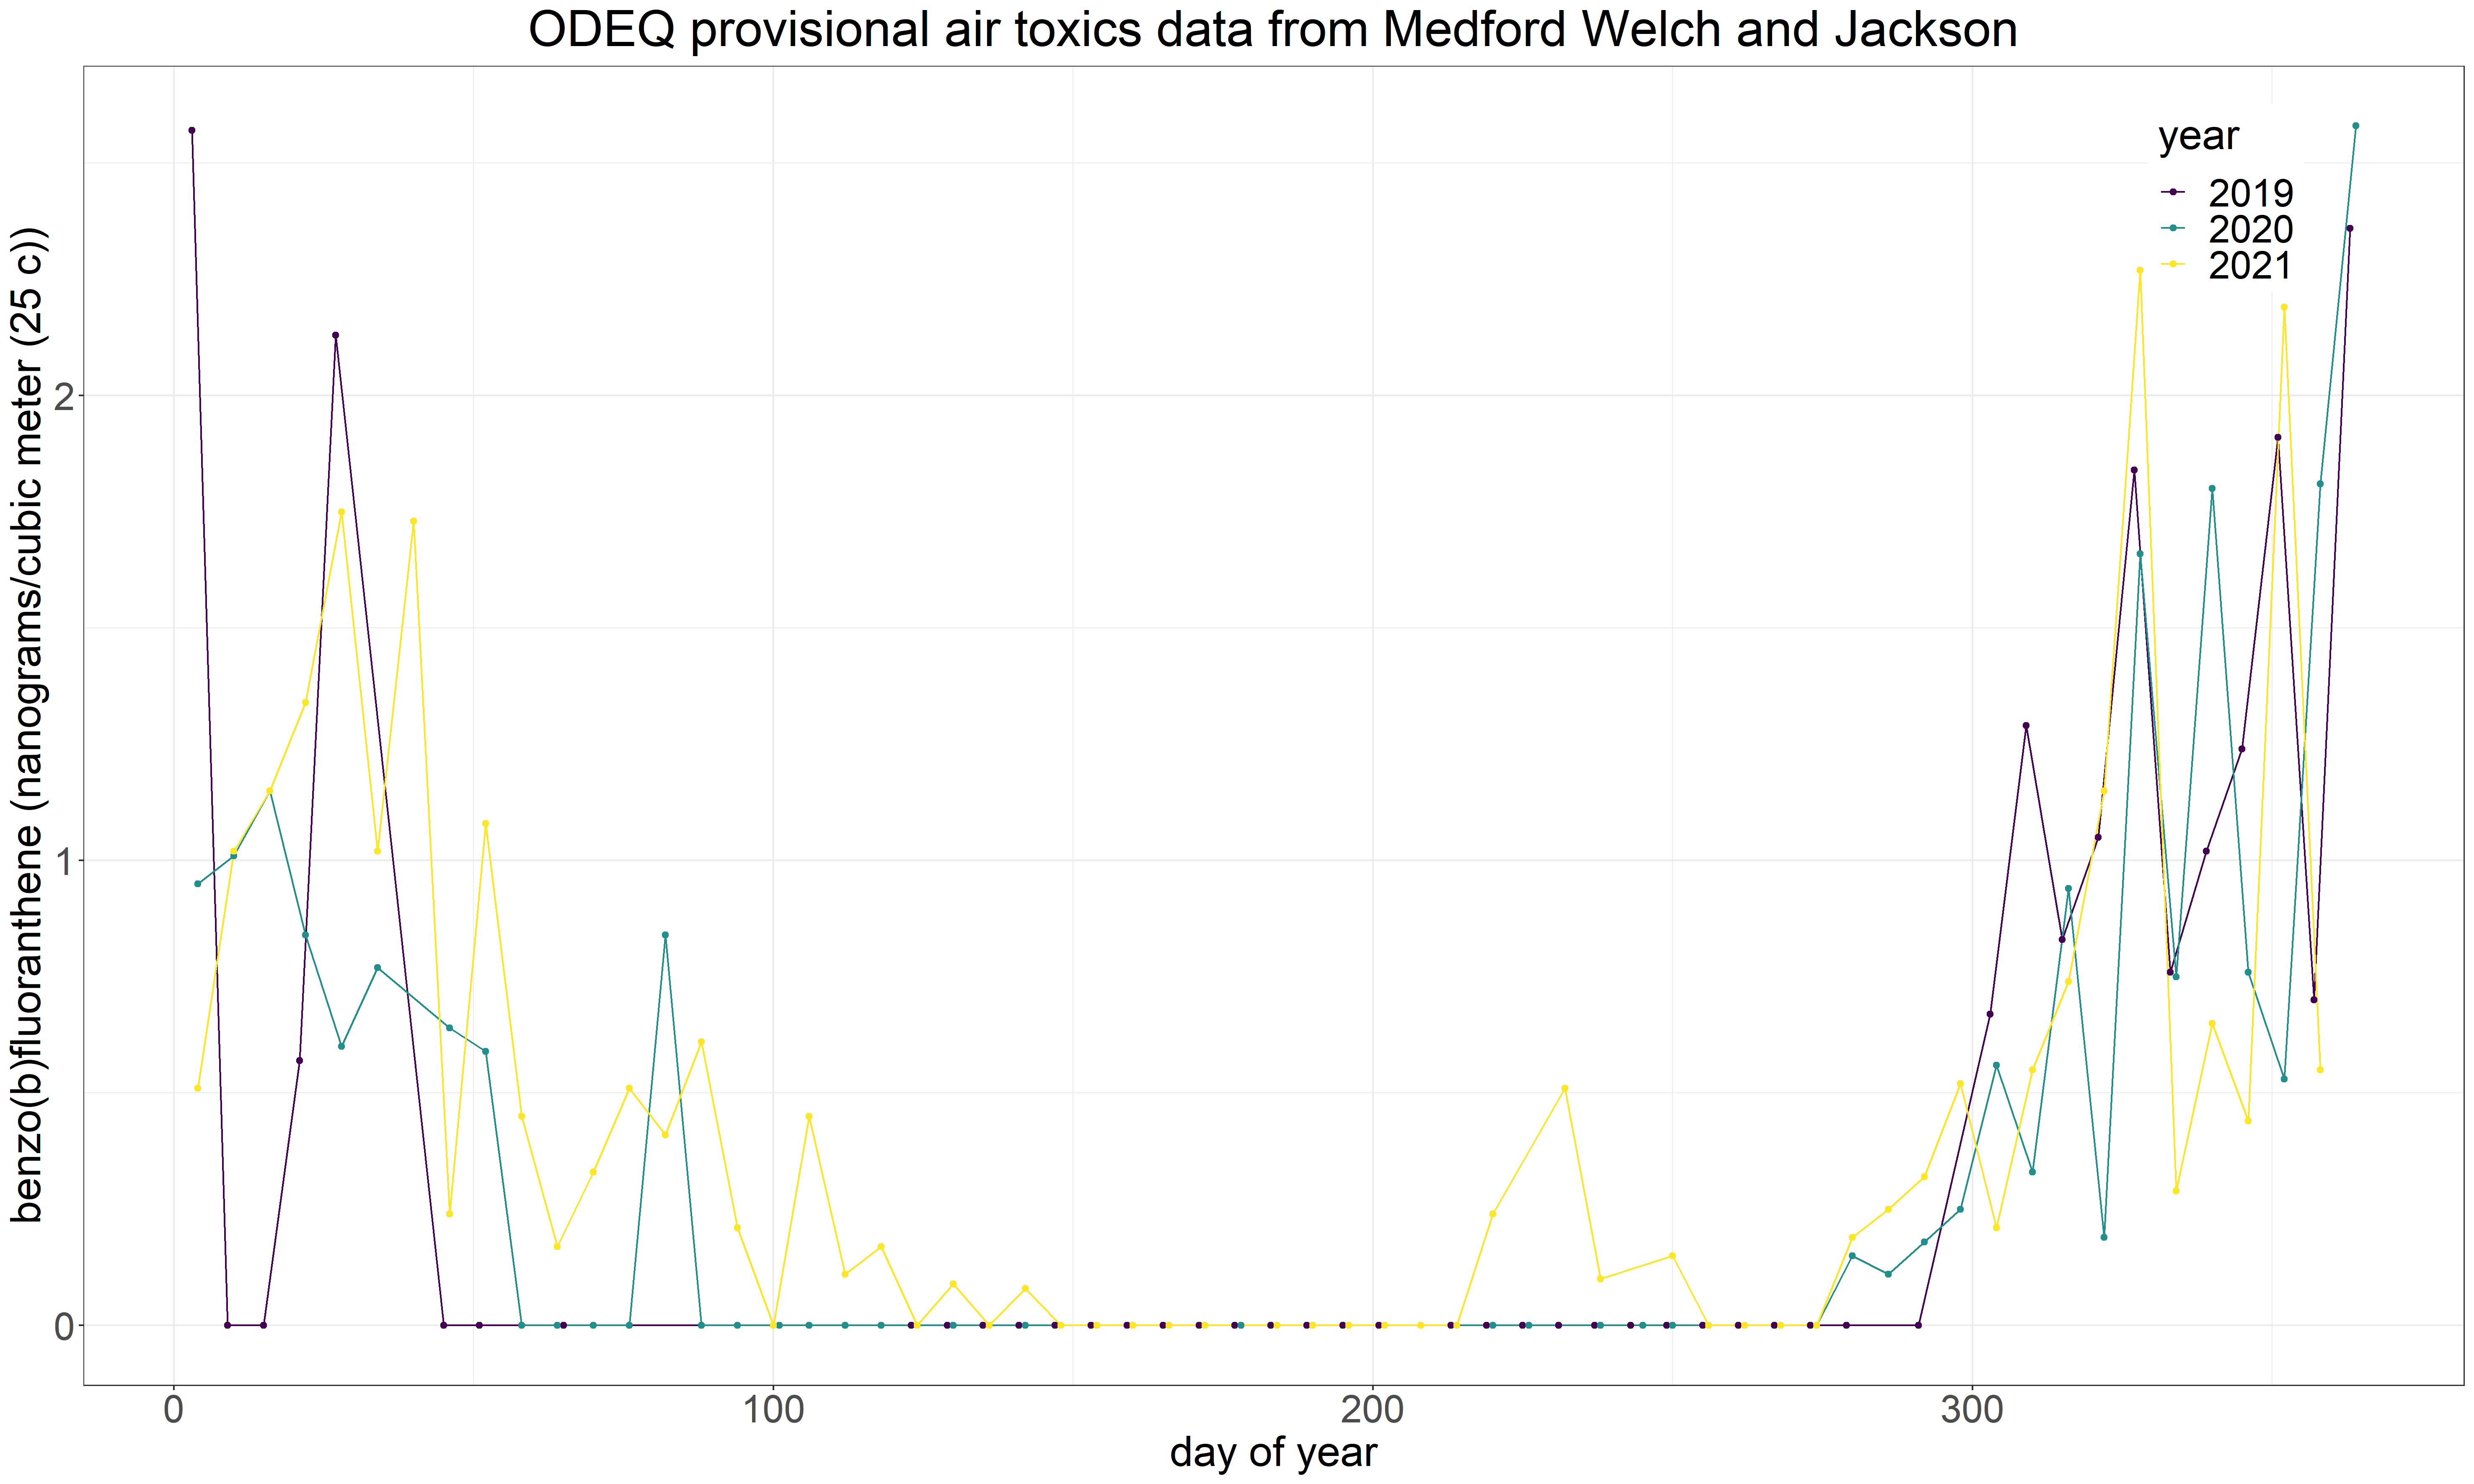 ODEQ provisional air toxics data from Medford Welch and Jackson
benzo(b)fluoranthene (nanograms/cubic meter (25 c))
2
1
0
year
2019
2020
2021
0 100 200 300
day of year